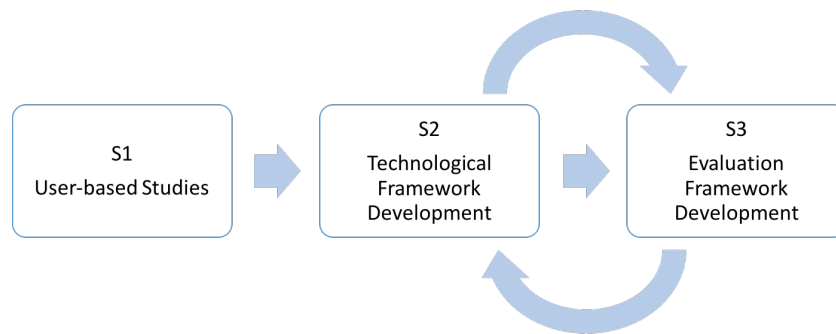 S1
User-based Studies
S2
Technological
Framework
Development
S3
Evaluation
Framework
Development